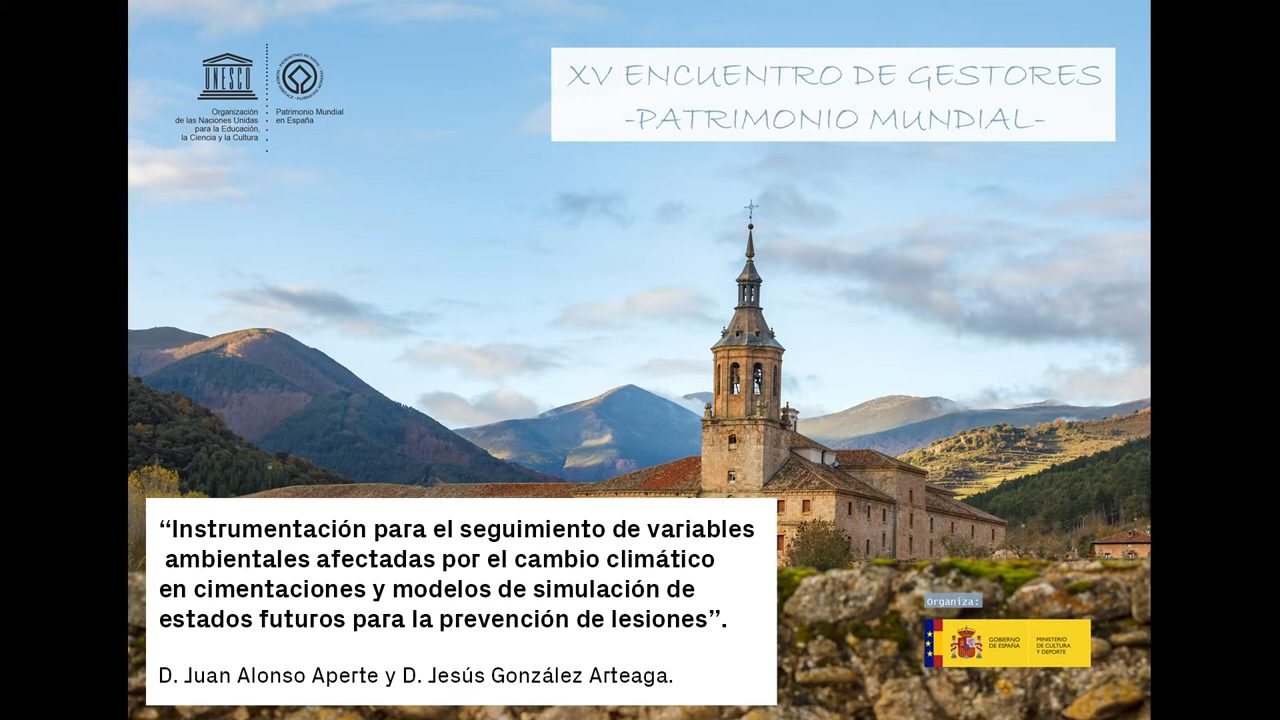 UNESCO
Organización
de las Naciones Unidas
para la Educación,
la Ciencia y la Cultura
Patrimonio Mundial
en España
XV ENCUENTRO DE GESTORES
-PATRIMONIO MUNDIAL-
“Instrumentación para el seguimiento de variables
ambientales afectadas por el cambio climático
en cimentaciones y modelos de simulación de
estados futuros para la prevención de lesiones”.
D. Juan Alonso Aperte y D. Jesús González Arteaga.
Organiza:
GOBIERNO
DE ESPAÑA
MINISTERIO
DE CULTURA
Y DEPORTE